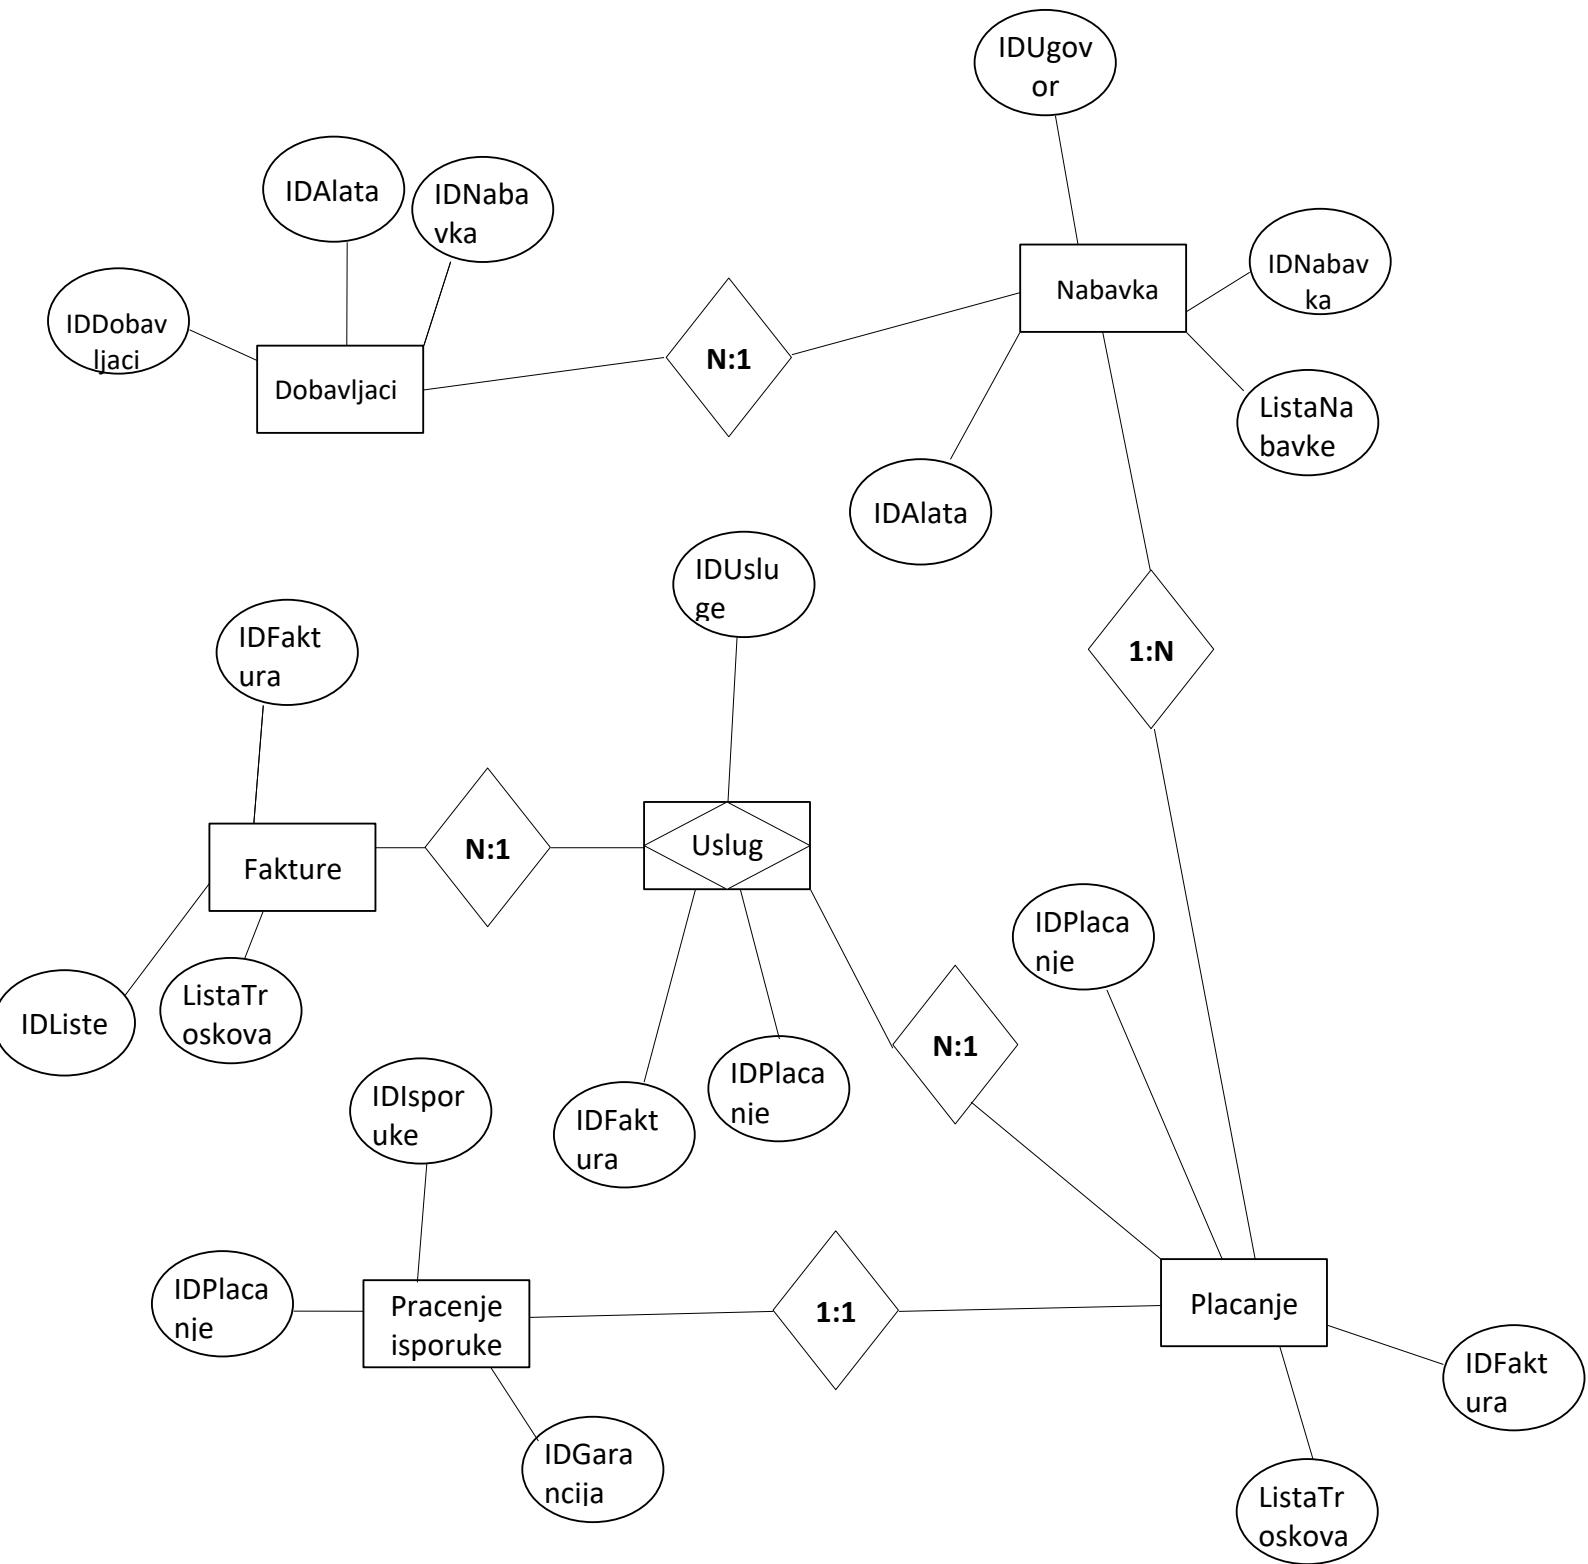 IDUgov
or
IDAlata
IDNaba
vka
IDDobav
ljaci
Dobavljaci
N:1
Nabavka
IDNabav
ka
ListaNa
bavke
IDAlata
IDUslu
ge
IDFakt
ura
1:N
Fakture
N:1
Uslug
IDPlaca
nje
IDListe
ListaTr
oskova
N:1
IDPlaca
nje
IDFakt
ura
IDIspor
uke
IDPlaca
nje
Pracenje
isporuke
1:1
Placanje
IDFakt
ura
IDGara
ncija
ListaTr
oskova